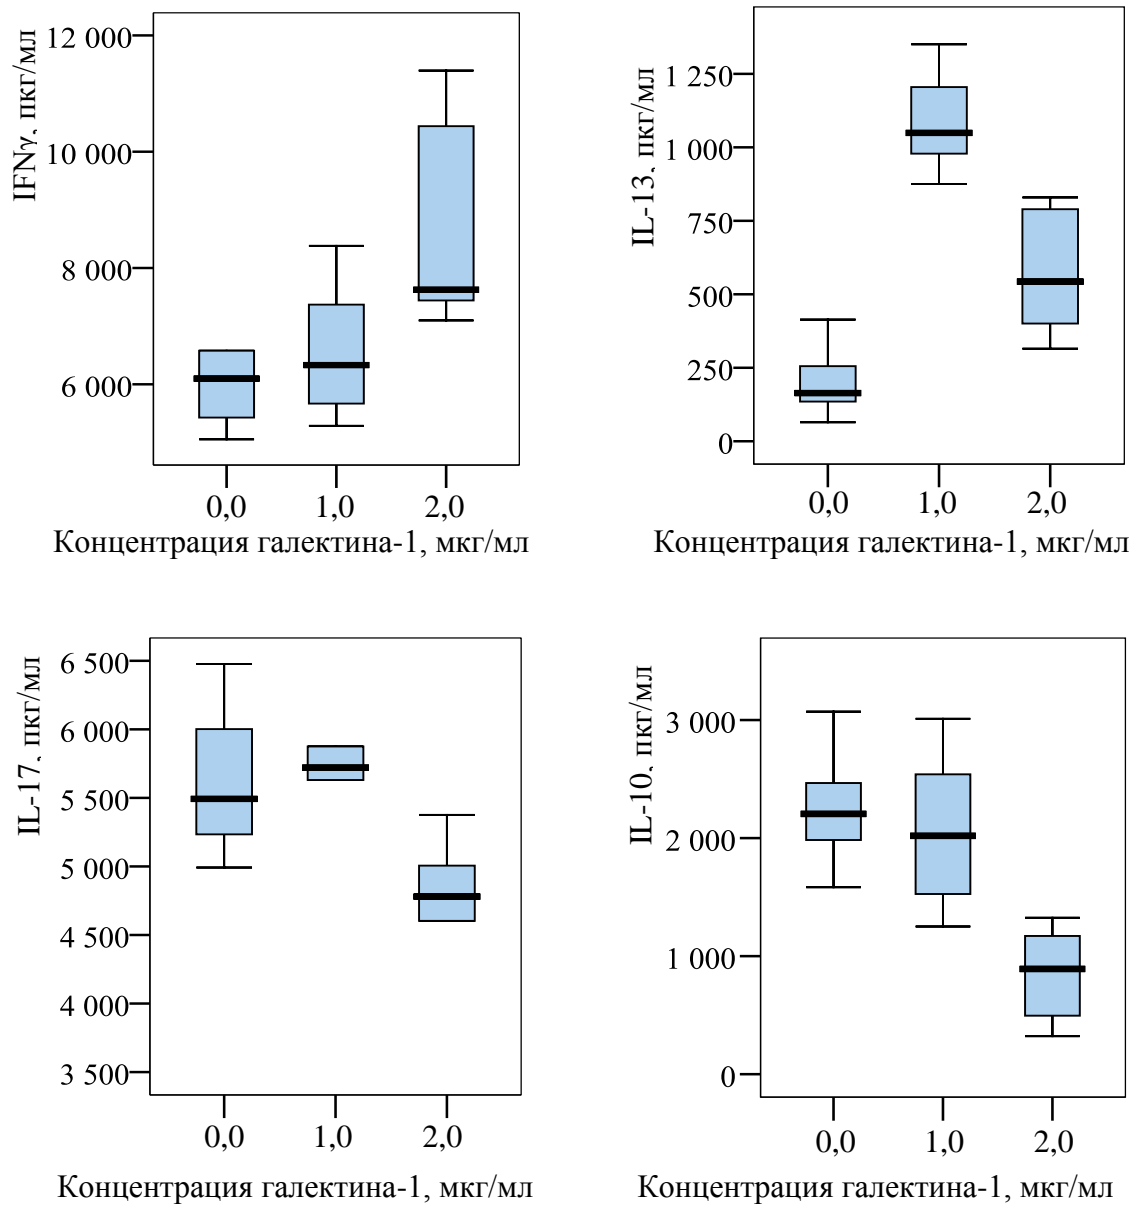 IFNγ, пкг/мл
12 000
10 000
8 000
6 000
0,0 1,0 2,0
Концентрация галектина-1, мкг/мл
IL-13, пкг/мл
1 250
1 000
750
500
250
0
0,0 1,0 2,0
Концентрация галектина-1, мкг/мл
IL-17, пкг/мл
6 500
6 000
5 500
5 000
4 500
4 000
3 500
0,0 1,0 2,0
Концентрация галектина-1, мкг/мл
IL-10, пкг/мл
3 000
2 000
1 000
0
0,0 1,0 2,0
Концентрация галектина-1, мкг/мл